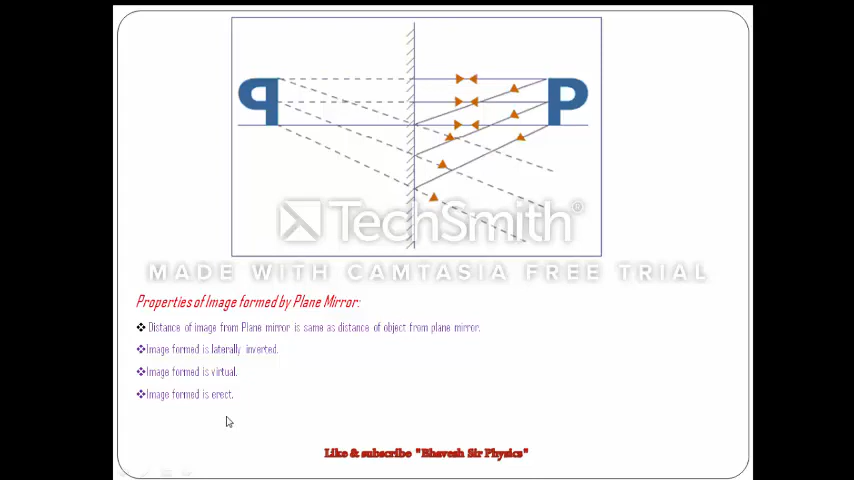 P
P
TechSmith®
MADE WITH CAMTASIA FREE TRIAL
Properties of Image formed by Plane Mirror:
❖ Distance of image from Plane mirror is same as distance of object from plane mirror.
❖Image formed is laterally inverted.
❖Image formed is virtual.
❖Image formed is erect.
Like & subscribe "Bhavesh Sir Physics"